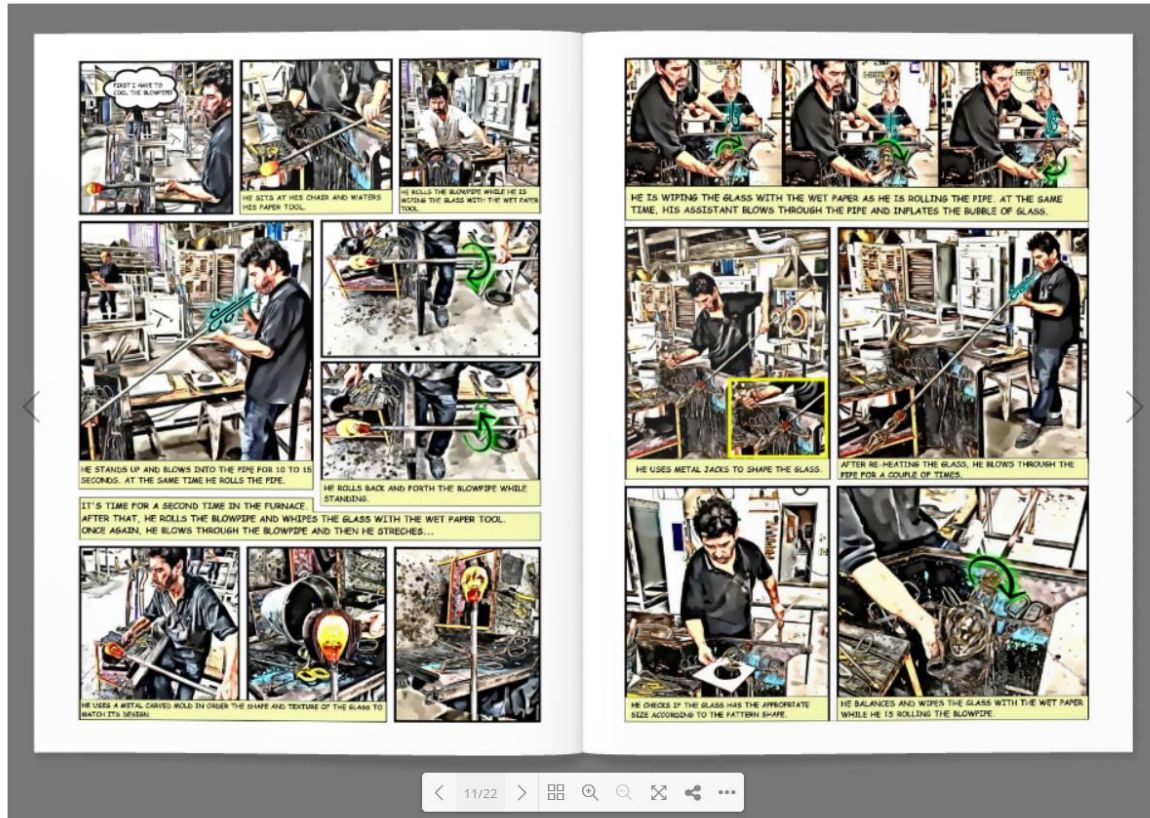 FIRST I HAVE TO
COOL THE BLOWPIPE!
HE SITS AT HIS CHAIR AND WATERS
HIS PAPER TOOL.
HE ROLLS THE BLOWPIPE WHILE HE IS
WIPING THE GLASS WITH THE WET PAPER
TOOL.
HE STANDS UP AND BLOWS INTO THE PIPE FOR 10 TO 15
SECONDS. AT THE SAME TIME HE ROLLS THE PIPE.
HE ROLLS BACK AND FORTH THE BLOWPIPE WHILE
STANDING.
IT'S TIME FOR A SECOND TIME IN THE FURNACE.
AFTER THAT, HE ROLLS THE BLOWPIPE AND WHIPES THE GLASS WITH THE WET PAPER TOOL.
ONCE AGAIN, HE BLOWS THROUGH THE BLOWPIPE AND THEN HE STRECHES...
HE USES A METAL CARVED MOLD IN ORDER THE SHAPE AND TEXTURE OF THE GLASS TO
MATCH ITS DESIGN.
HE IS WIPING THE GLASS WITH THE WET PAPER AS HE IS ROLLING THE PIPE. AT THE SAME
TIME, HIS ASSISTANT BLOWS THROUGH THE PIPE AND INFLATES THE BUBBLE OF GLASS.
HE USES METAL JACKS TO SHAPE THE GLASS.
AFTER RE-HEATING THE GLASS, HE BLOWS THROUGH THE
PIPE FOR A COUPLE OF TIMES.
HE CHECKS IF THE GLASS HAS THE APPROPRIATE
SIZE ACCORDING TO THE PATTERN SHAPE.
HE BALANCES AND WIPES THE GLASS WITH THE WET PAPER
WHILE HE IS ROLLING THE BLOWPIPE.
11/22